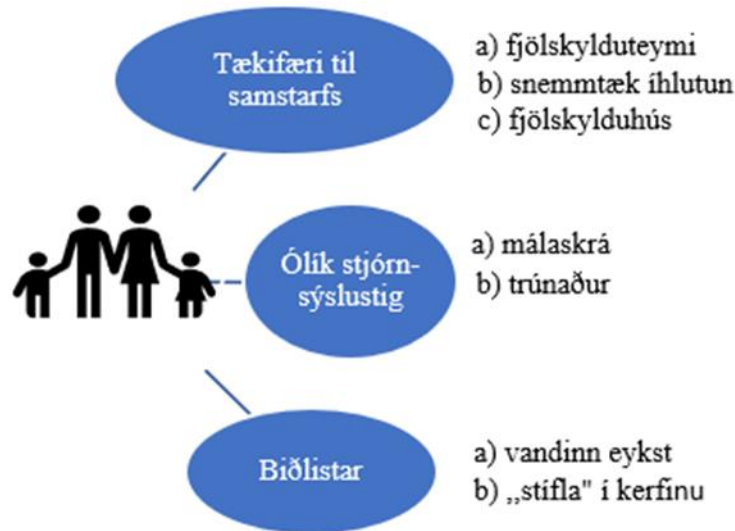 Tækifæri til
samstarfs
a) fjölskylduteymi
b) snemmtæk íhlutun
c) fjölskylduhús
Ólík stjórn-
sýslustig
a) málaskrá
b) trúnaður
Biðlistar
a) vandinn eykst
b) ,,stífla" í kerfinu